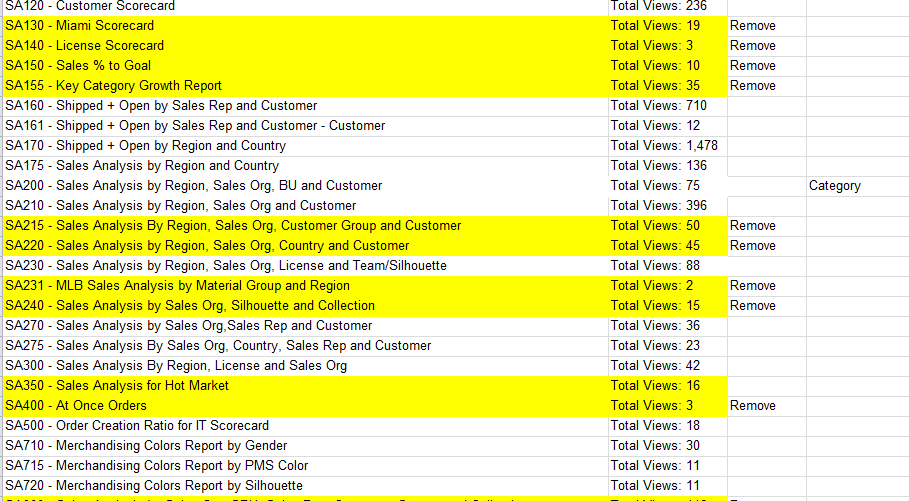 SA120 - Customer Scorecard Total Views: 236
SA130 - Miami Scorecard Total Views: 19 Remove
SA140 - License Scorecard Total Views: 3 Remove
SA150 - Sales % to Goal Total Views: 10 Remove
SA155 - Key Category Growth Report Total Views: 35 Remove
SA160 - Shipped + Open by Sales Rep and Customer Total Views: 710
SA161 - Shipped + Open by Sales Rep and Customer - Customer Total Views: 12
SA170 - Shipped + Open by Region and Country Total Views: 1,478
SA175 - Sales Analysis by Region and Country Total Views: 136
SA200 - Sales Analysis by Region, Sales Org, BU and Customer Total Views: 75 Category
SA210 - Sales Analysis by Region, Sales Org and Customer Total Views: 396
SA215 - Sales Analysis By Region, Sales Org, Customer Group and Customer Total Views: 50 Remove
SA220 - Sales Analysis by Region, Sales Org, Country and Customer Total Views: 45 Remove
SA230 - Sales Analysis by Region, Sales Org, License and Team/Silhouette Total Views: 88
SA231 - MLB Sales Analysis by Material Group and Region Total Views: 2 Remove
SA240 - Sales Analysis by Sales Org, Silhouette and Collection Total Views: 15 Remove
SA270 - Sales Analysis by Sales Org,Sales Rep and Customer Total Views: 36
SA275 - Sales Analysis By Sales Org, Country, Sales Rep and Customer Total Views: 23
SA300 - Sales Analysis By Region, License and Sales Org Total Views: 42
SA350 - Sales Analysis for Hot Market Total Views: 16
SA400 - At Once Orders Total Views: 3 Remove
SA500 - Order Creation Ratio for IT Scorecard Total Views: 18
SA710 - Merchandising Colors Report by Gender Total Views: 30
SA715 - Merchandising Colors Report by PMS Color Total Views: 11
SA720 - Merchandising Colors Report by Silhouette Total Views: 11